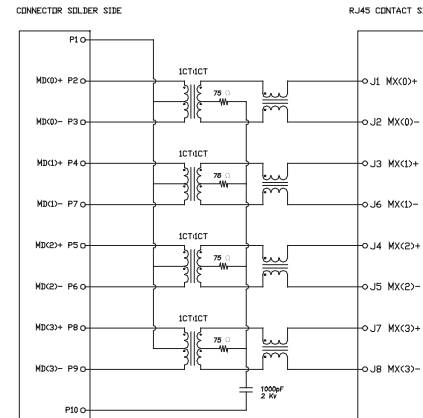 CONNECTOR SOLDER SIDE
RJ45 CONTACT SI
P1
1CT:1CT
MD(0)+ P2
75 Ω
J1 MX(0)+
MD(0)- P3
J2 MX(0)-
1CT:1CT
MD(1)+ P4
75 Ω
J3 MX(1)+
MD(1)- P7
J6 MX(1)-
1CT:1CT
MD(2)+ P5
75 Ω
J4 MX(2)+
MD(2)- P6
J5 MX(2)-
1CT:1CT
MD(3)+ P8
75 Ω
J7 MX(3)+
MD(3)- P9
J8 MX(3)-
1000pF
2 Kv
P10